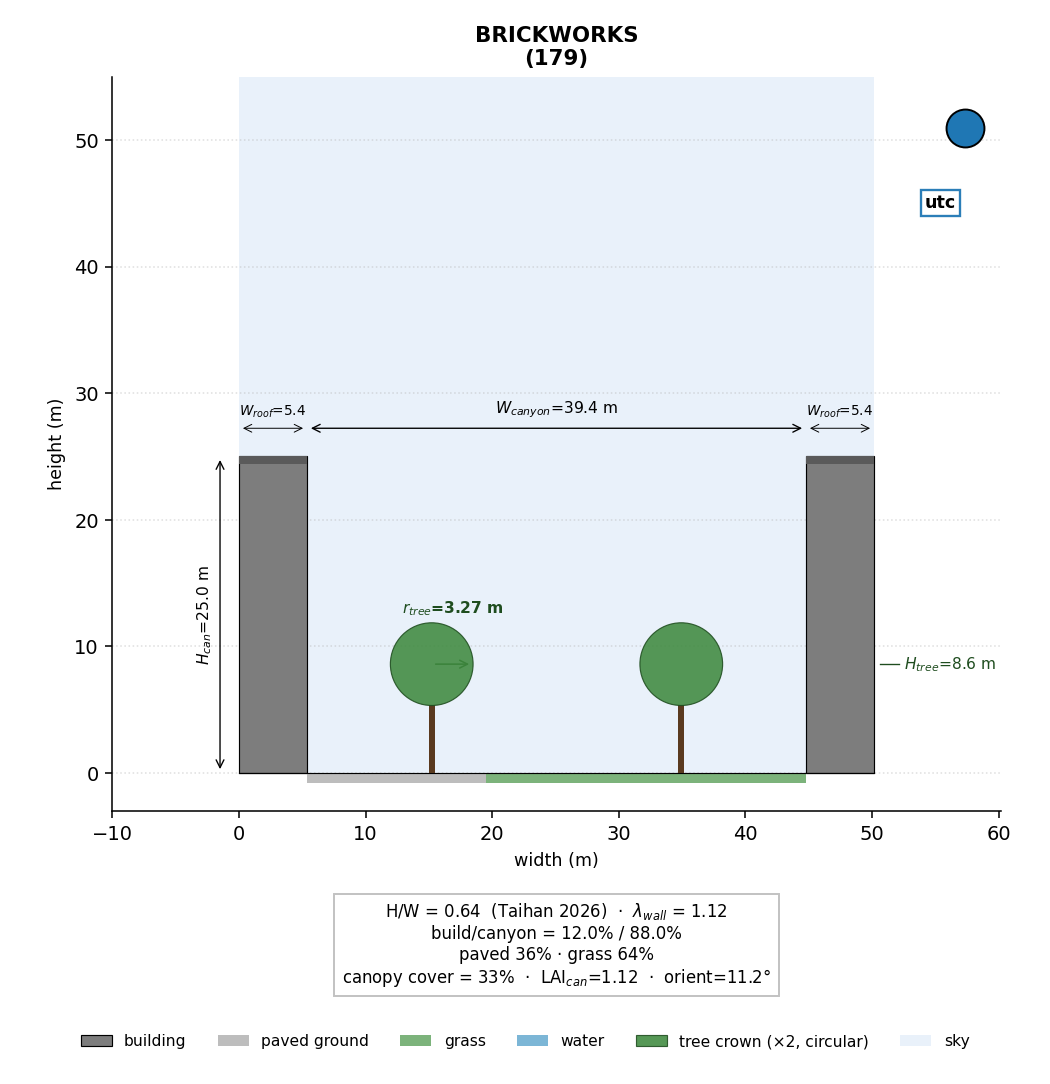 BRICKWORKS
(179)
50
40
30
20
10
0
height (m)
utc
W_roof=5.4
W_canyon=39.4 m
W_roof=5.4
H_can=25.0 m
r_tree=3.27 m
H_tree=8.6 m
−10 0 10 20 30 40 50 60
width (m)
H/W = 0.64 (Taihan 2026) · λ_wall = 1.12
build/canyon = 12.0% / 88.0%
paved 36% · grass 64%
canopy cover = 33% · LAI_can=1.12 · orient=11.2°
building paved ground grass water tree crown (×2, circular) sky